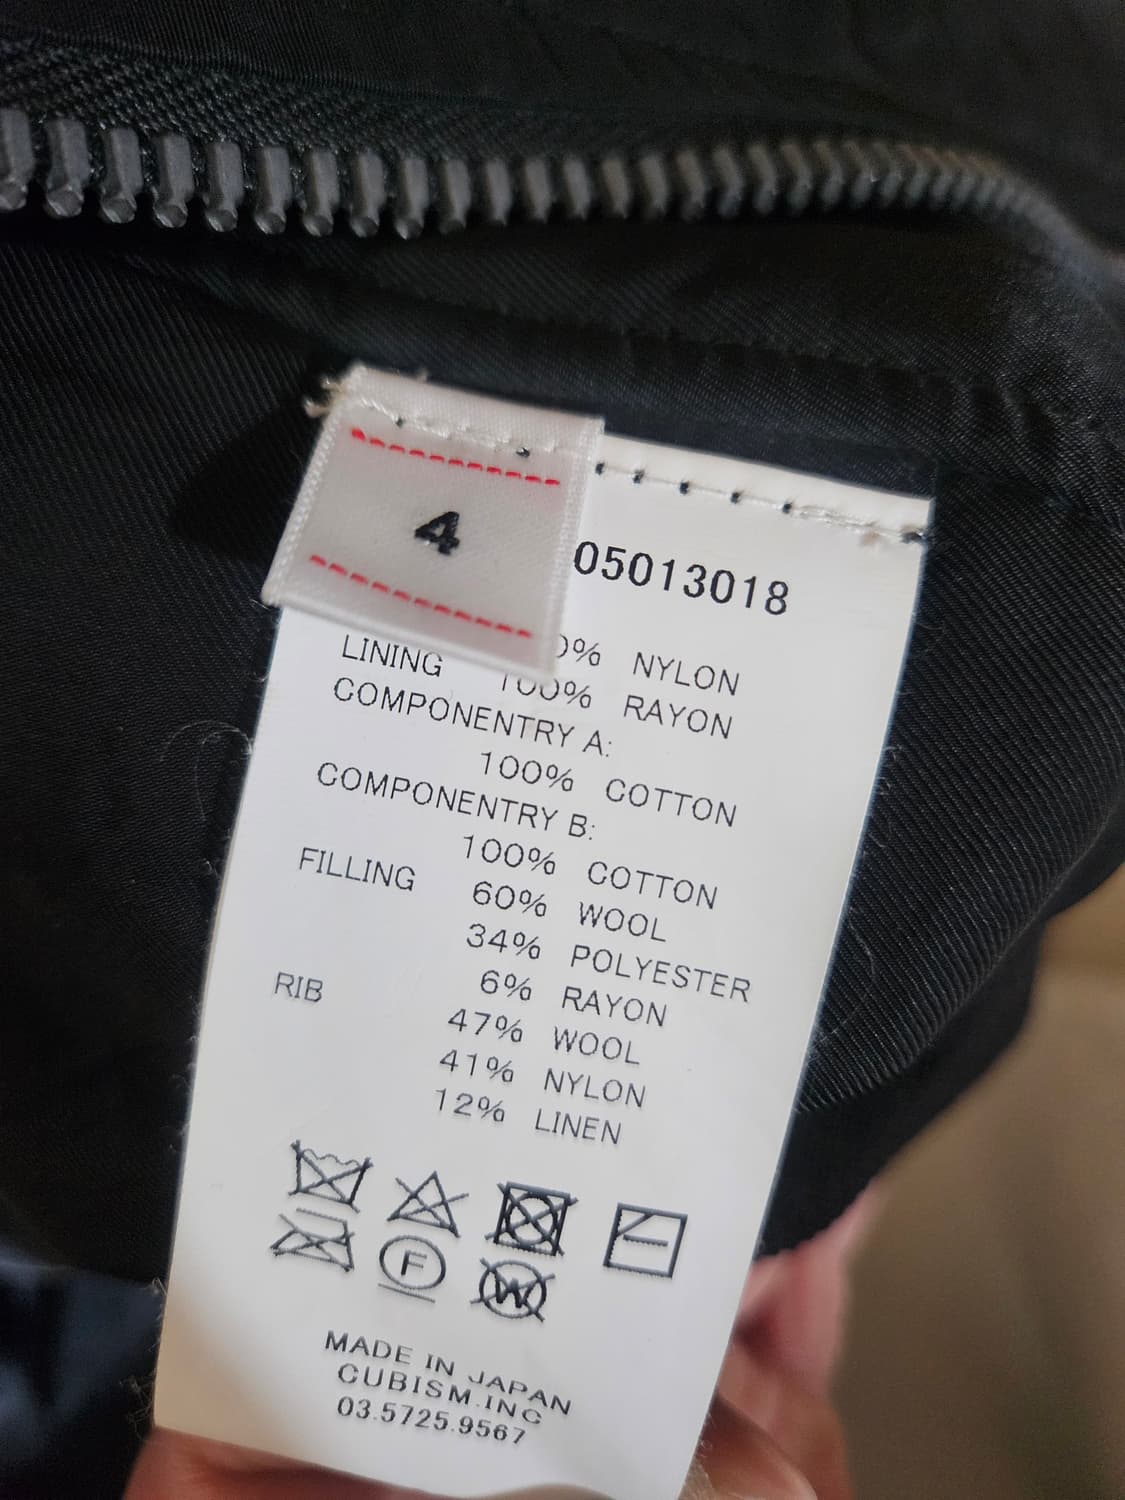 4
05013018
NYLON
LINING 100% RAYON
COMPONENTRY A:
100% COTTON
COMPONENTRY B:
100% COTTON
FILLING 60% WOOL
34% POLYESTER
6% RAYON
RIB 47% WOOL
41% NYLON
12% LINEN
F
W
MADE IN JAPAN
CUBISM.INC
03.5725.9567